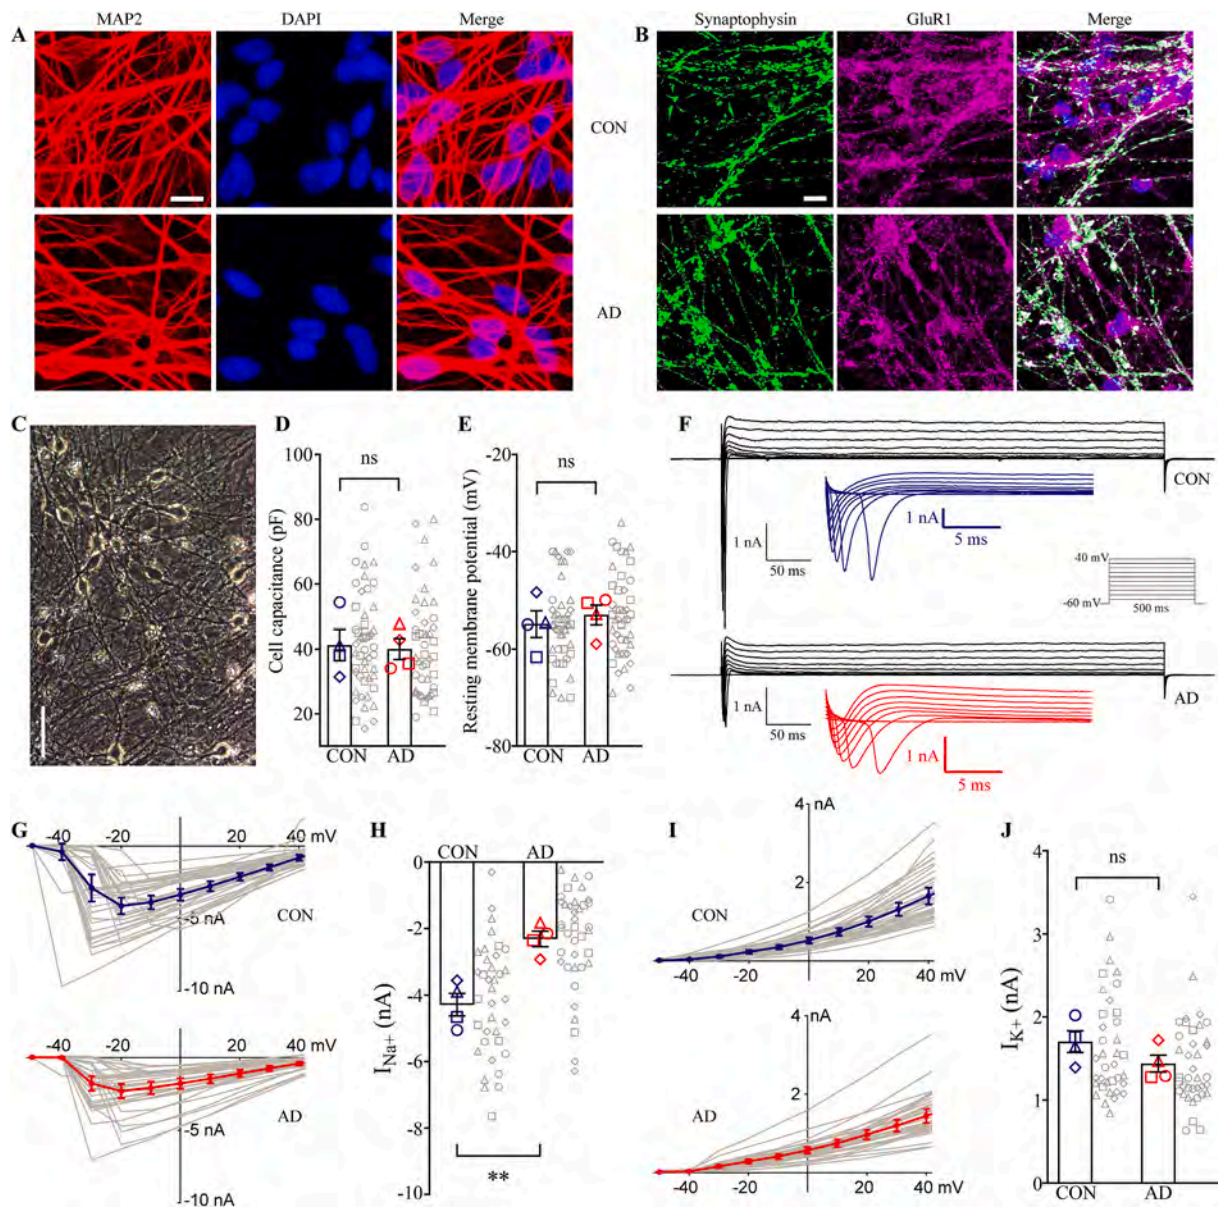 MAP2 DAPI Merge
Synaptophysin GluR1 Merge
A
B
CON
AD
C
D
Cell capacitance (pF)
100
80
60
40
20
ns
CON AD
E
Resting membrane potential (mV)
-20
-40
-60
-80
ns
CON AD
F
CON
1 nA
50 ms
1 nA
5 ms
40 mV
-60 mV
500 ms
AD
1 nA
50 ms
1 nA
5 ms
G
-40 -20 20 40 mV
-5 nA
-10 nA
CON
-40 -20 20 40 mV
-5 nA
-10 nA
AD
H
CON AD
I Na+ (nA)
0
-2
-4
-6
-8
-10
**
I
4 nA
2
CON
-40 -20 0 20 40 mV
4 nA
2
AD
-40 -20 0 20 40 mV
J
I K+ (nA)
4
3
2
1
0
ns
CON AD